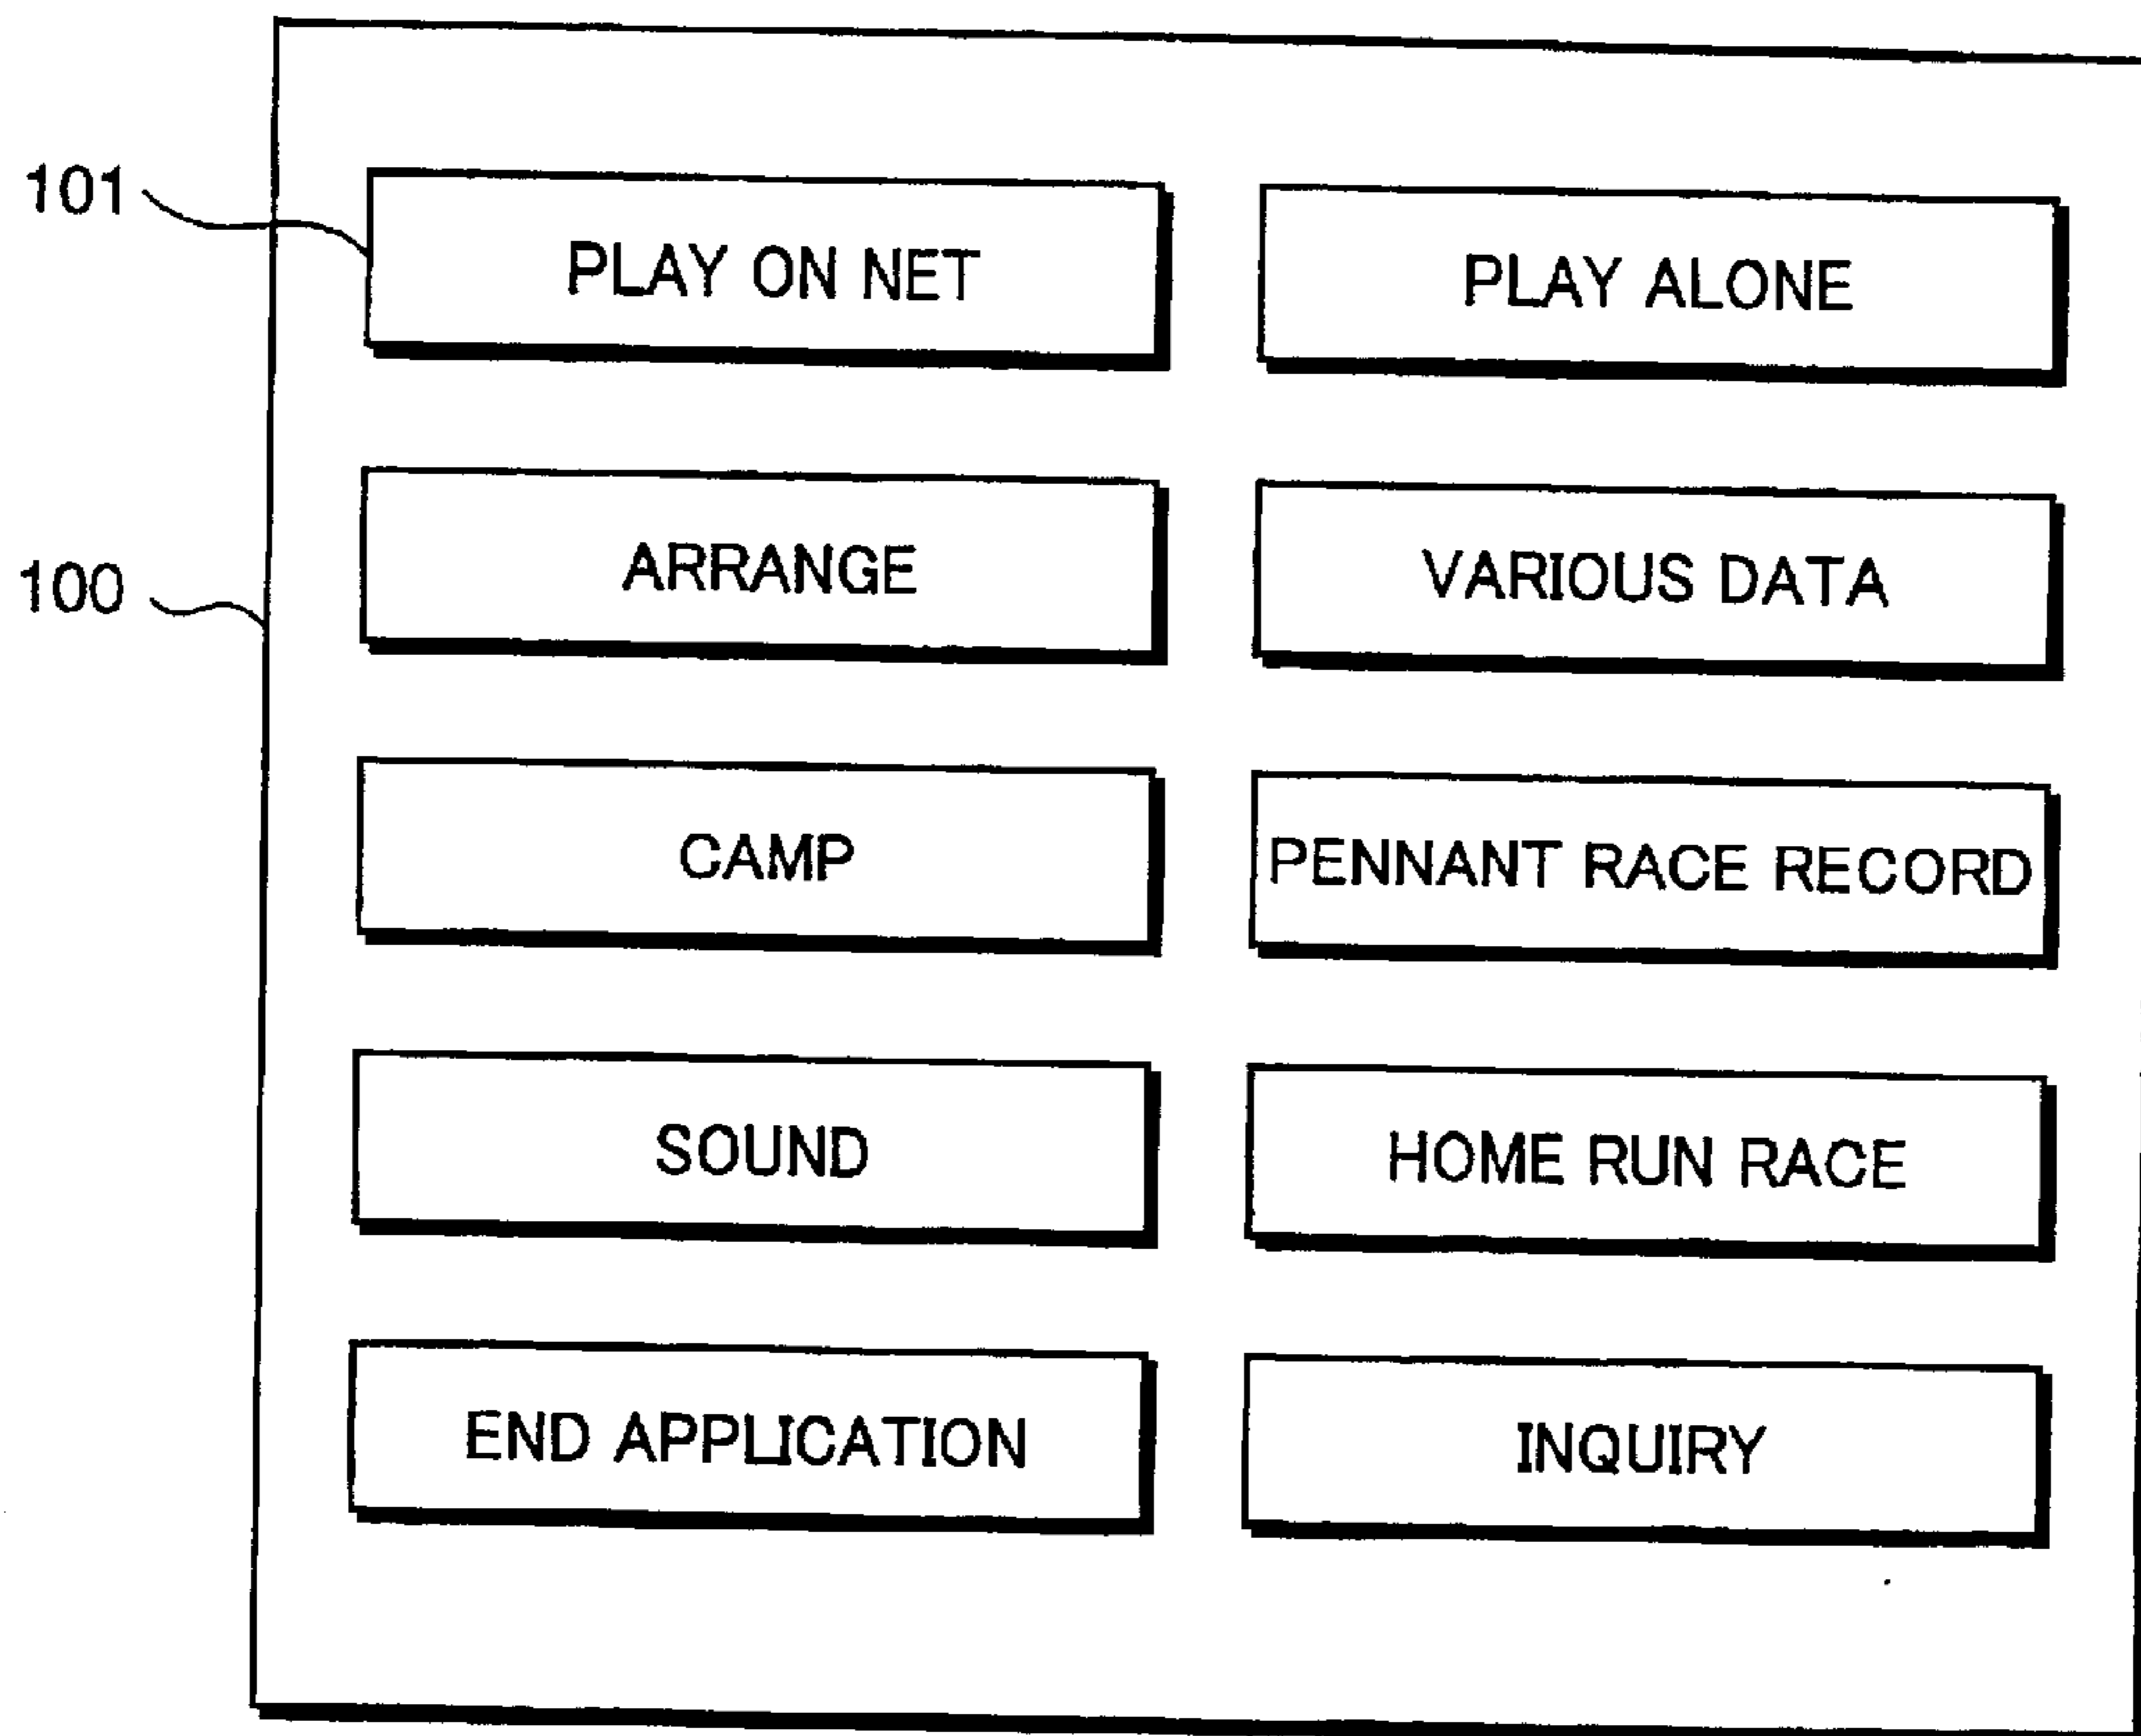 101
PLAY ON NET
PLAY ALONE
100
ARRANGE
VARIOUS DATA
CAMP
PENNANT RACE RECORD
SOUND
HOME RUN RACE
END APPLICATION
INQUIRY